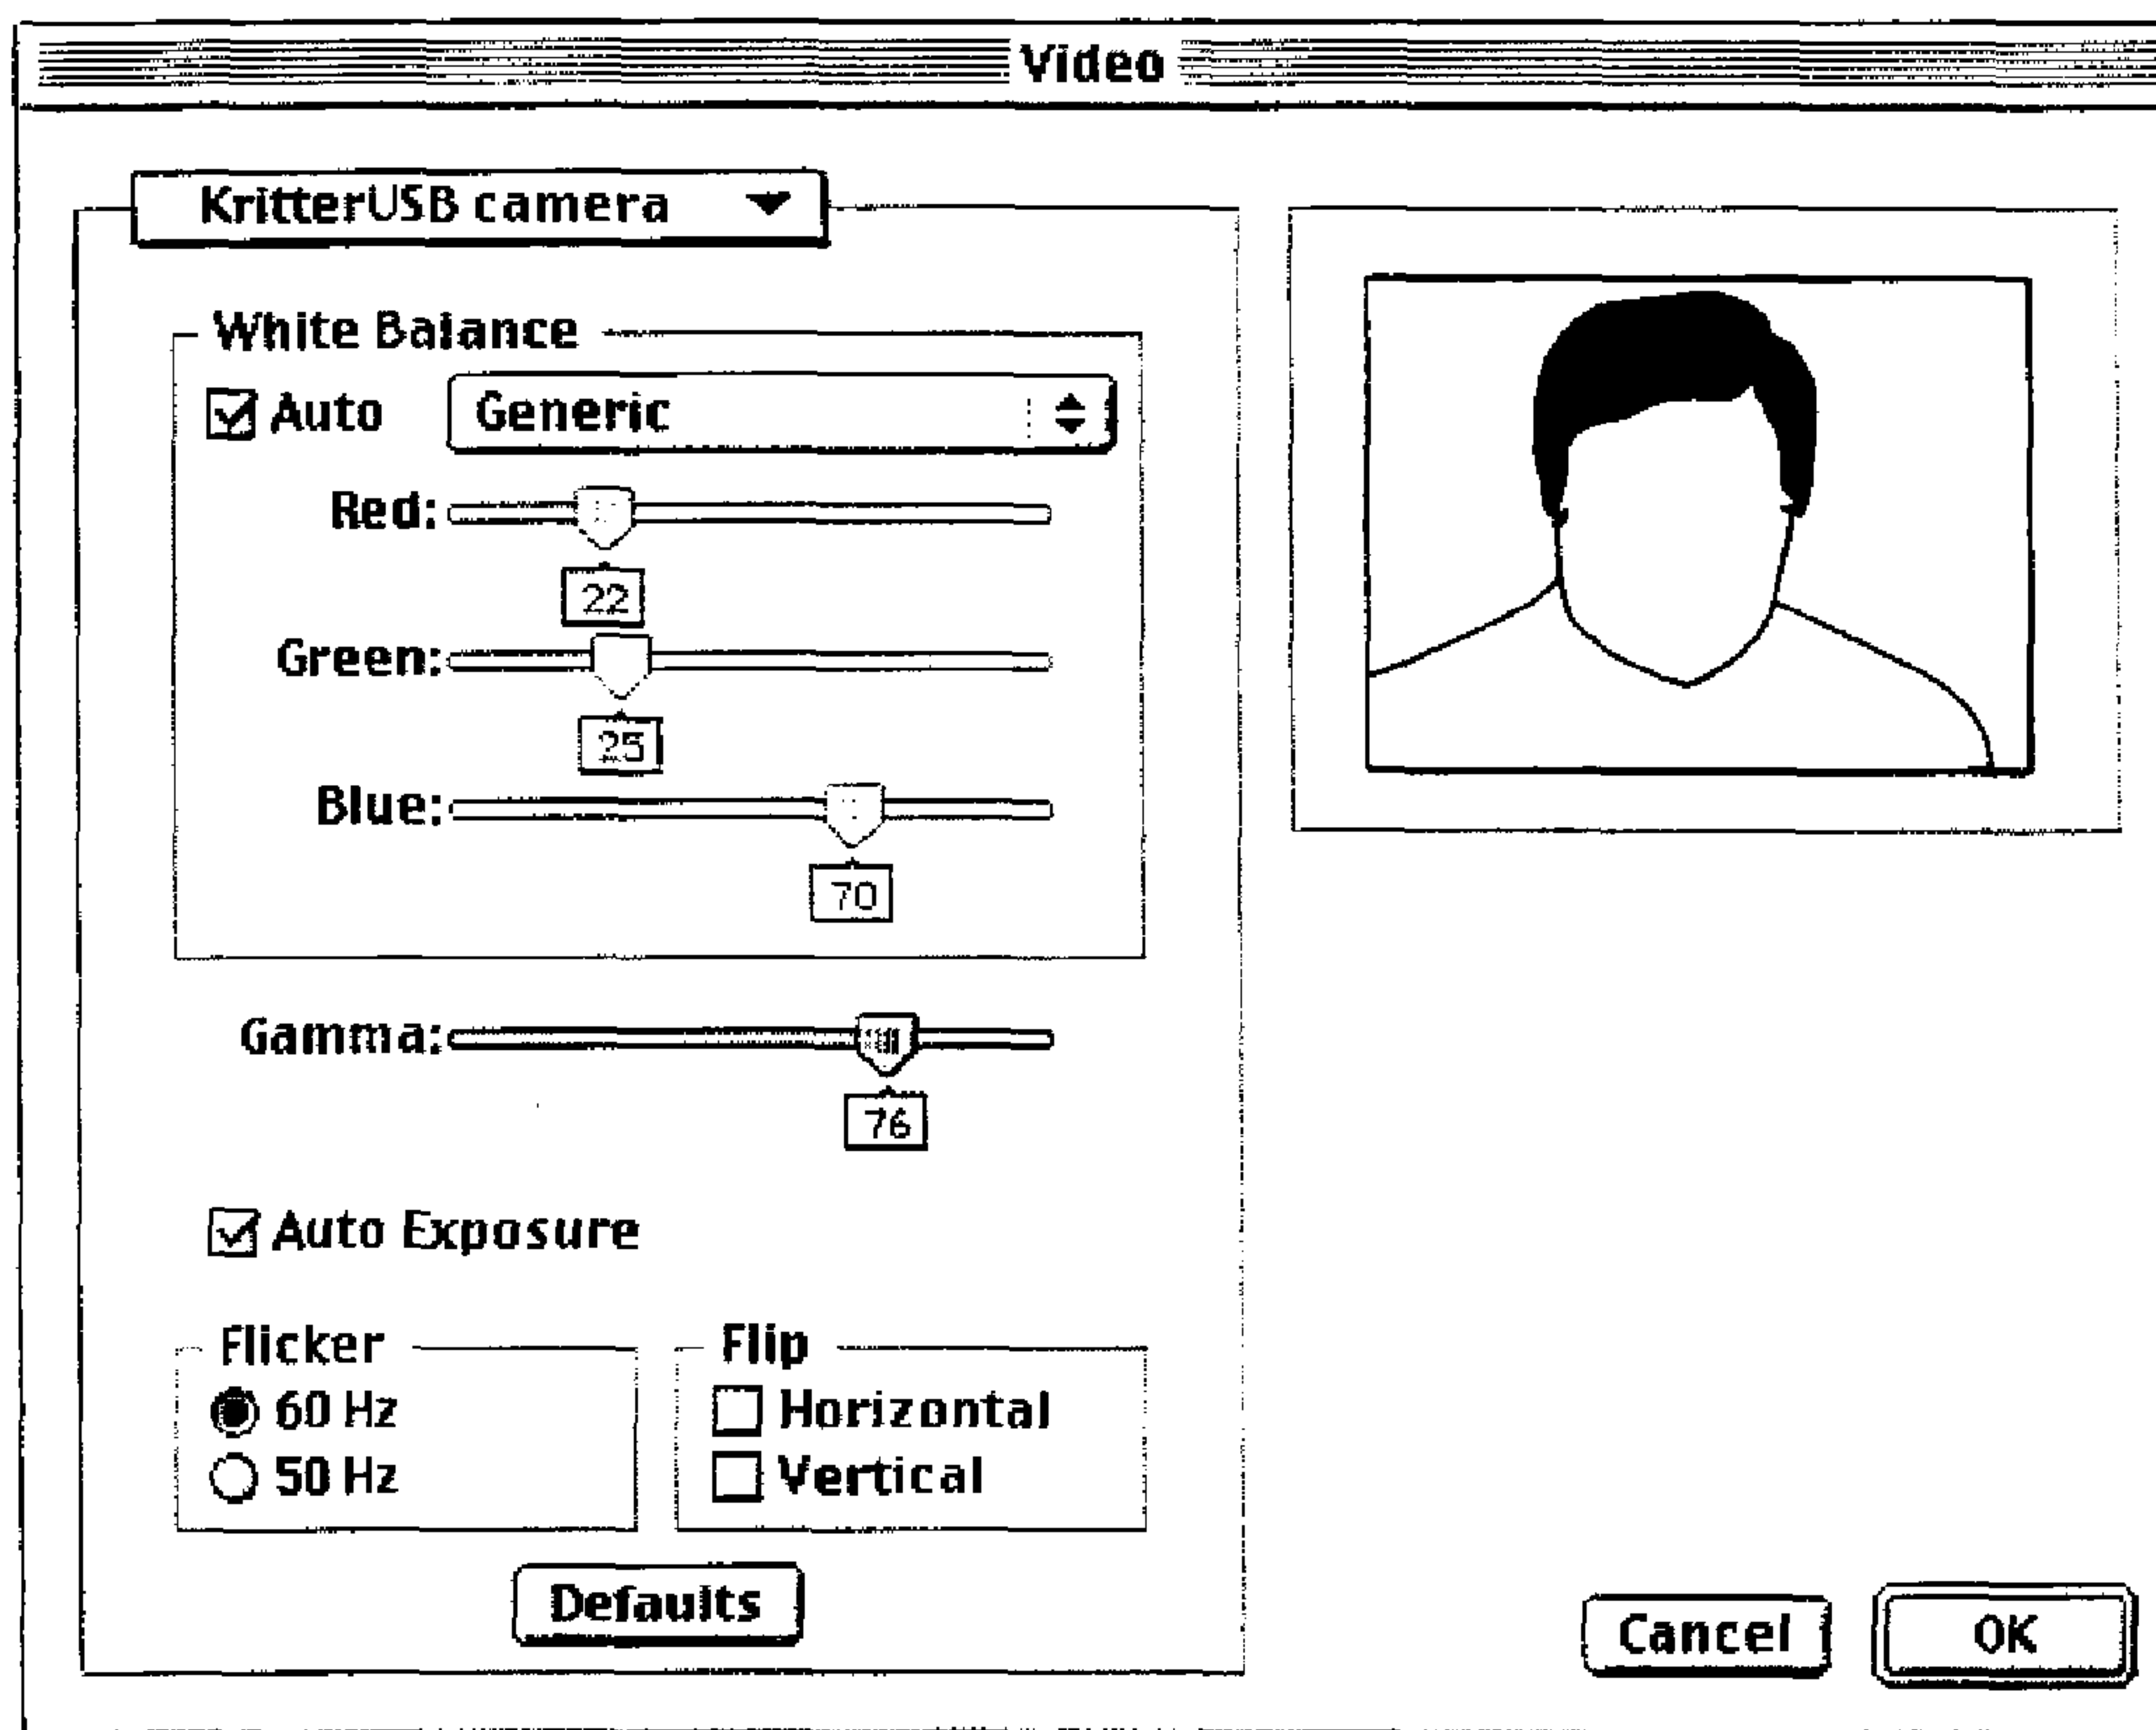 Video
KritterUSB camera
White Balance
Auto
Generic
Red:
22
Green:
25
Blue:
70
Gamma:
76
Auto Exposure
Flicker
60 Hz
50 Hz
Flip
Horizontal
Vertical
Defaults
Cancel
OK